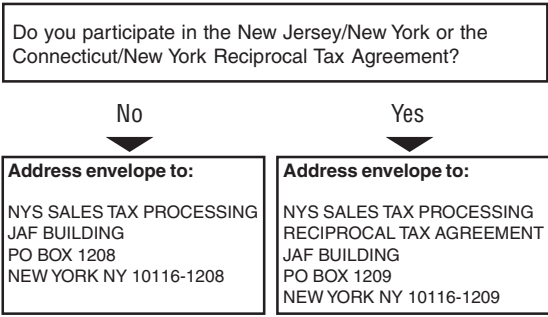 Do you participate in the New Jersey/New York or the
Connecticut/New York Reciprocal Tax Agreement?
No
Yes
Address envelope to:
NYS SALES TAX PROCESSING
JAF BUILDING
PO BOX 1208
NEW YORK NY 10116-1208
Address envelope to:
NYS SALES TAX PROCESSING
RECIPROCAL TAX AGREEMENT
JAF BUILDING
PO BOX 1209
NEW YORK NY 10116-1209